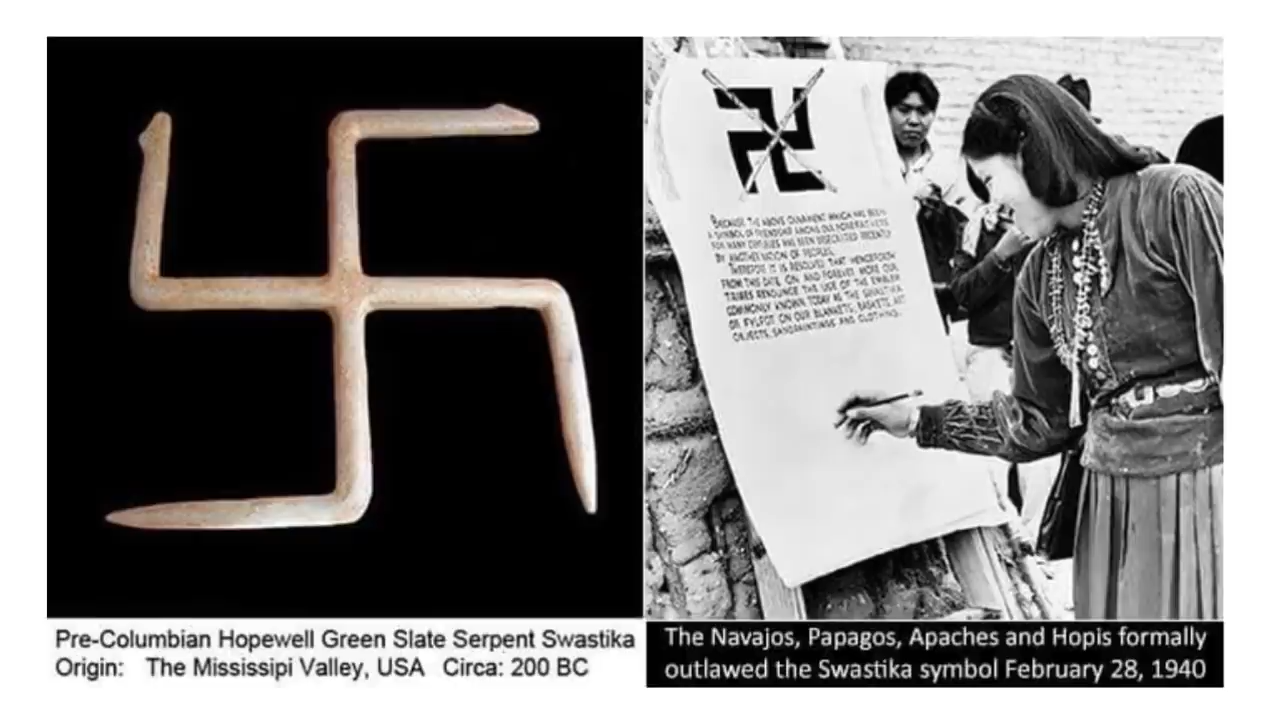 Pre-Columbian Hopewell Green Slate Serpent Swastika
Origin: The Mississipi Valley, USA Circa: 200 BC
BECAUSE THE ABOVE ORNAMENT WHICH HAS BEEN
A SYMBOL OF FRIENDSHIP AMONG OUR FOREFATHERS
FOR MANY CENTURIES HAS BEEN DESECRATED RECENTLY
BY ANOTHER NATION OF PEOPLES.
THEREFORE IT IS RESOLVED THAT HENCEFORTH
FROM THIS DATE ON AND FOREVER MORE OUR
TRIBES RENOUNCE THE USE OF THE EMBLEM
COMMONLY KNOWN TODAY AS THE SWASTIKA
OR FYLFOT ON OUR BLANKETS, BASKETS, ART
OBJECTS, SANDPAINTINGS AND CLOTHING.
The Navajos, Papagos, Apaches and Hopis formally
outlawed the Swastika symbol February 28, 1940